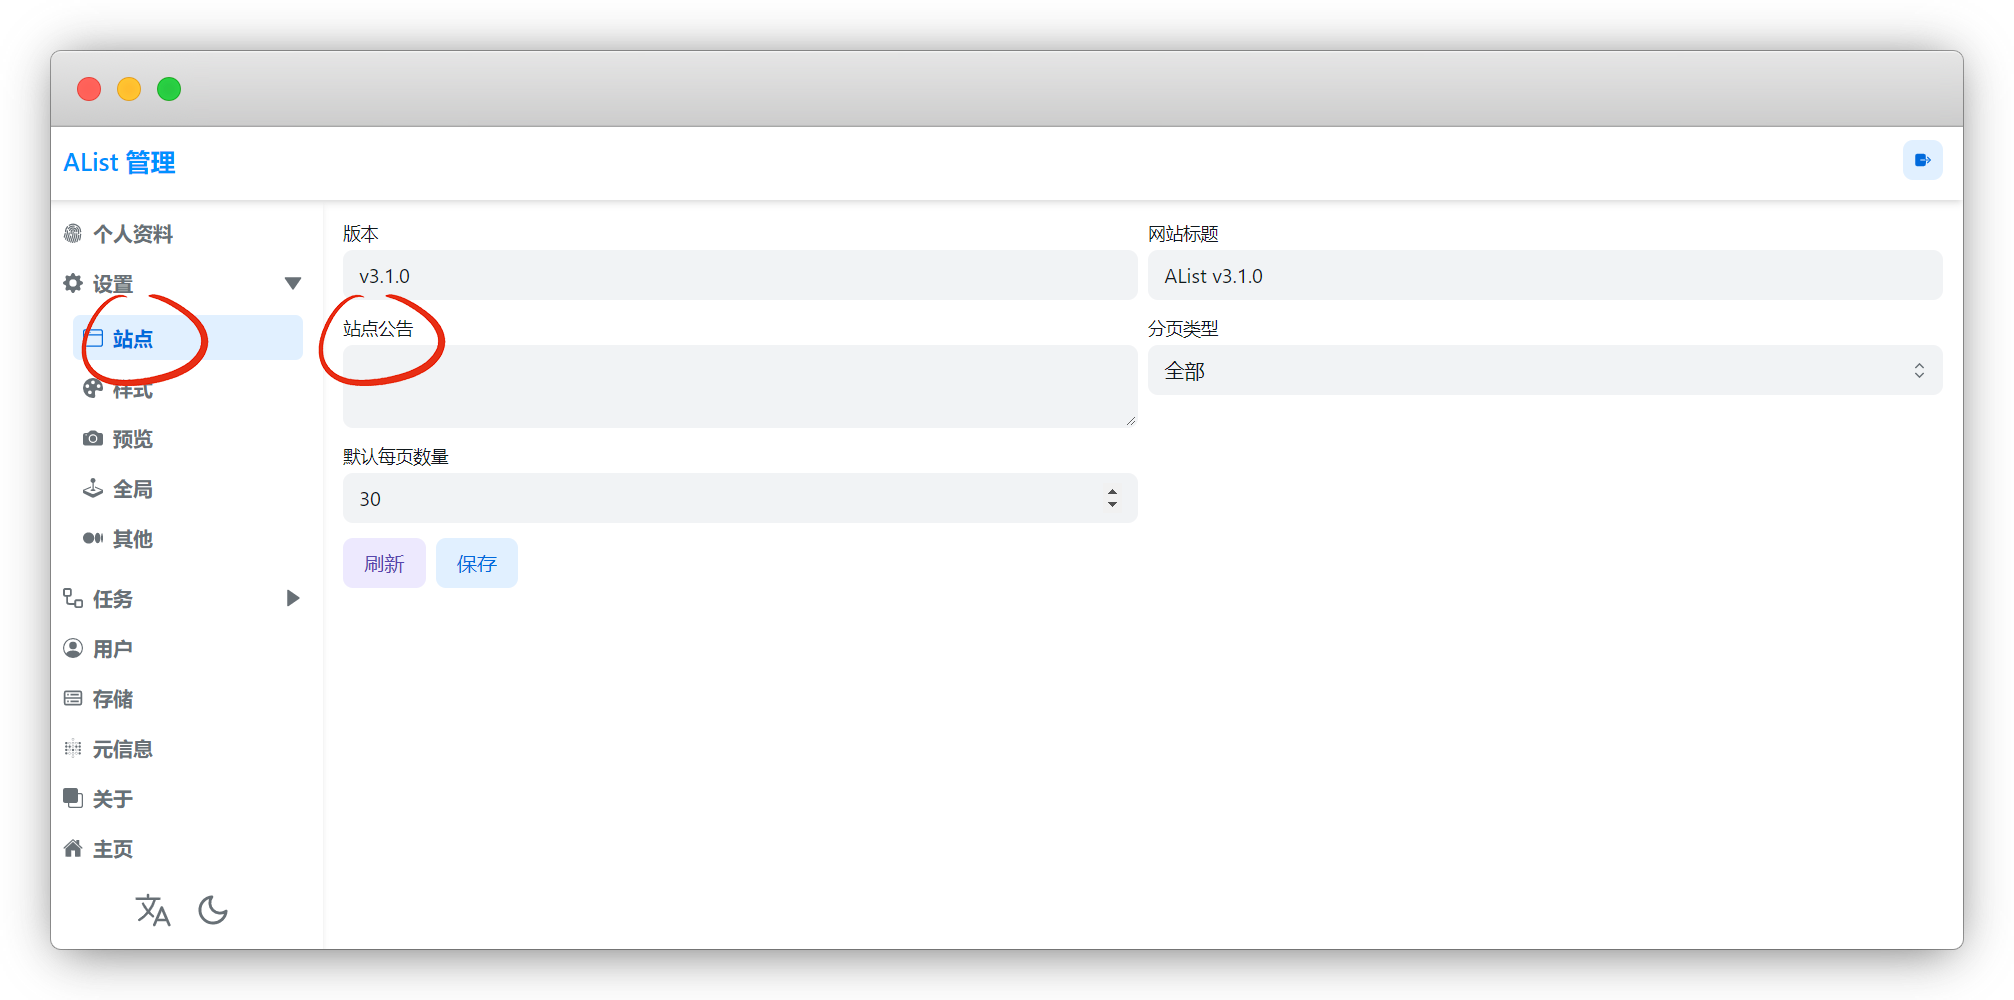 AList 管理
个人资料
设置
站点
样式
预览
全局
其他
任务
用户
存储
元信息
关于
主页
版本
v3.1.0
网站标题
AList v3.1.0
站点公告
分页类型
全部
默认每页数量
30
刷新
保存